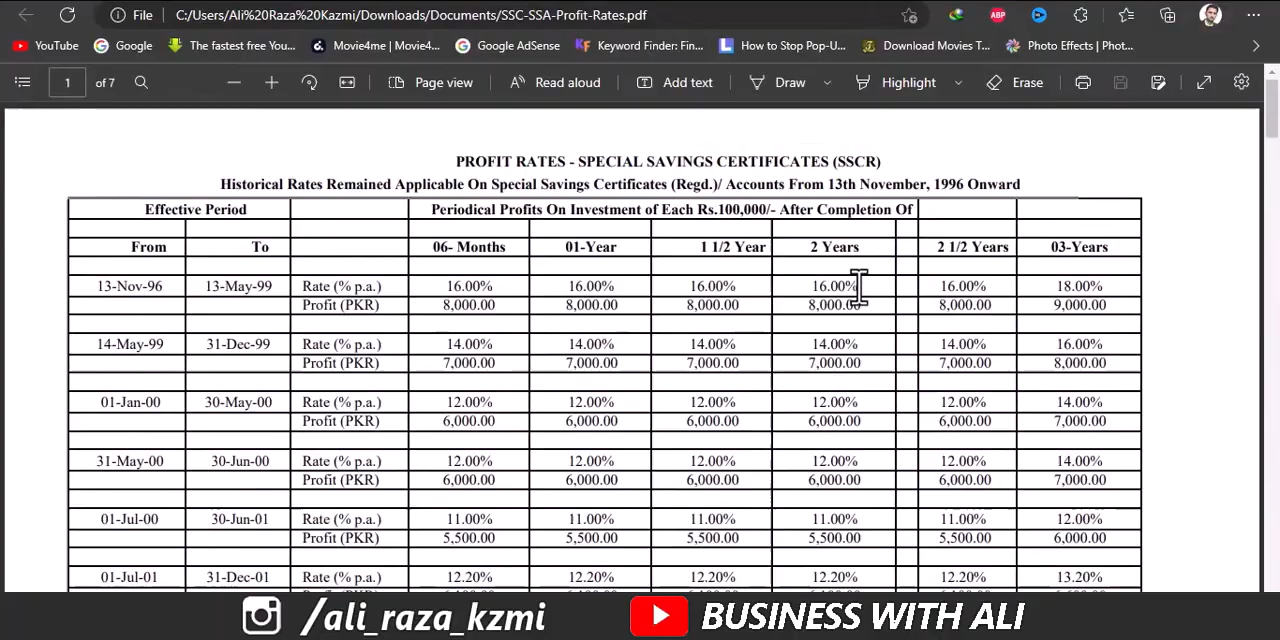 File C:/Users/Ali%20Raza%20Kazmi/Downloads/Documents/SSC-SSA-Profit-Rates.pdf ABP
YouTube Google The fastest free You... Movie4me | Movie4... Google AdSense Keyword Finder: Fin... How to Stop Pop-U... Download Movies T... Photo Effects | Phot...
1 of 7 Page view Read aloud Add text Draw Highlight Erase
PROFIT RATES - SPECIAL SAVINGS CERTIFICATES (SSCR)
Historical Rates Remained Applicable On Special Savings Certificates (Regd.)/ Accounts From 13th November, 1996 Onward
Effective Period Periodical Profits On Investment of Each Rs.100,000/- After Completion Of
From To 06- Months 01-Year 1 1/2 Year 2 Years 2 1/2 Years 03-Years
13-Nov-96 13-May-99 Rate (% p.a.) 16.00% 16.00% 16.00% 16.00% 16.00% 18.00%
Profit (PKR) 8,000.00 8,000.00 8,000.00 8,000.00 8,000.00 9,000.00
14-May-99 31-Dec-99 Rate (% p.a.) 14.00% 14.00% 14.00% 14.00% 14.00% 16.00%
Profit (PKR) 7,000.00 7,000.00 7,000.00 7,000.00 7,000.00 8,000.00
01-Jan-00 30-May-00 Rate (% p.a.) 12.00% 12.00% 12.00% 12.00% 12.00% 14.00%
Profit (PKR) 6,000.00 6,000.00 6,000.00 6,000.00 6,000.00 7,000.00
31-May-00 30-Jun-00 Rate (% p.a.) 12.00% 12.00% 12.00% 12.00% 12.00% 14.00%
Profit (PKR) 6,000.00 6,000.00 6,000.00 6,000.00 6,000.00 7,000.00
01-Jul-00 30-Jun-01 Rate (% p.a.) 11.00% 11.00% 11.00% 11.00% 11.00% 12.00%
Profit (PKR) 5,500.00 5,500.00 5,500.00 5,500.00 5,500.00 6,000.00
01-Jul-01 31-Dec-01 Rate (% p.a.) 12.20% 12.20% 12.20% 12.20% 12.20% 13.20%
/ali_raza_kzmi BUSINESS WITH ALI